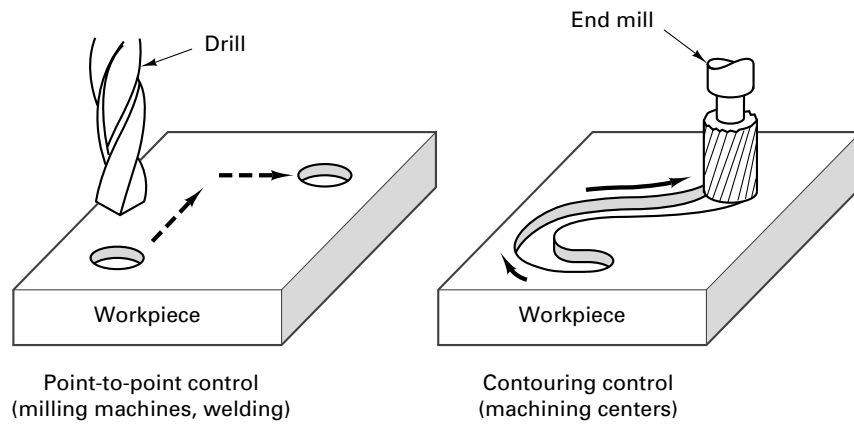 Drill
Workpiece
Point-to-point control
(milling machines, welding)
End mill
Workpiece
Contouring control
(machining centers)